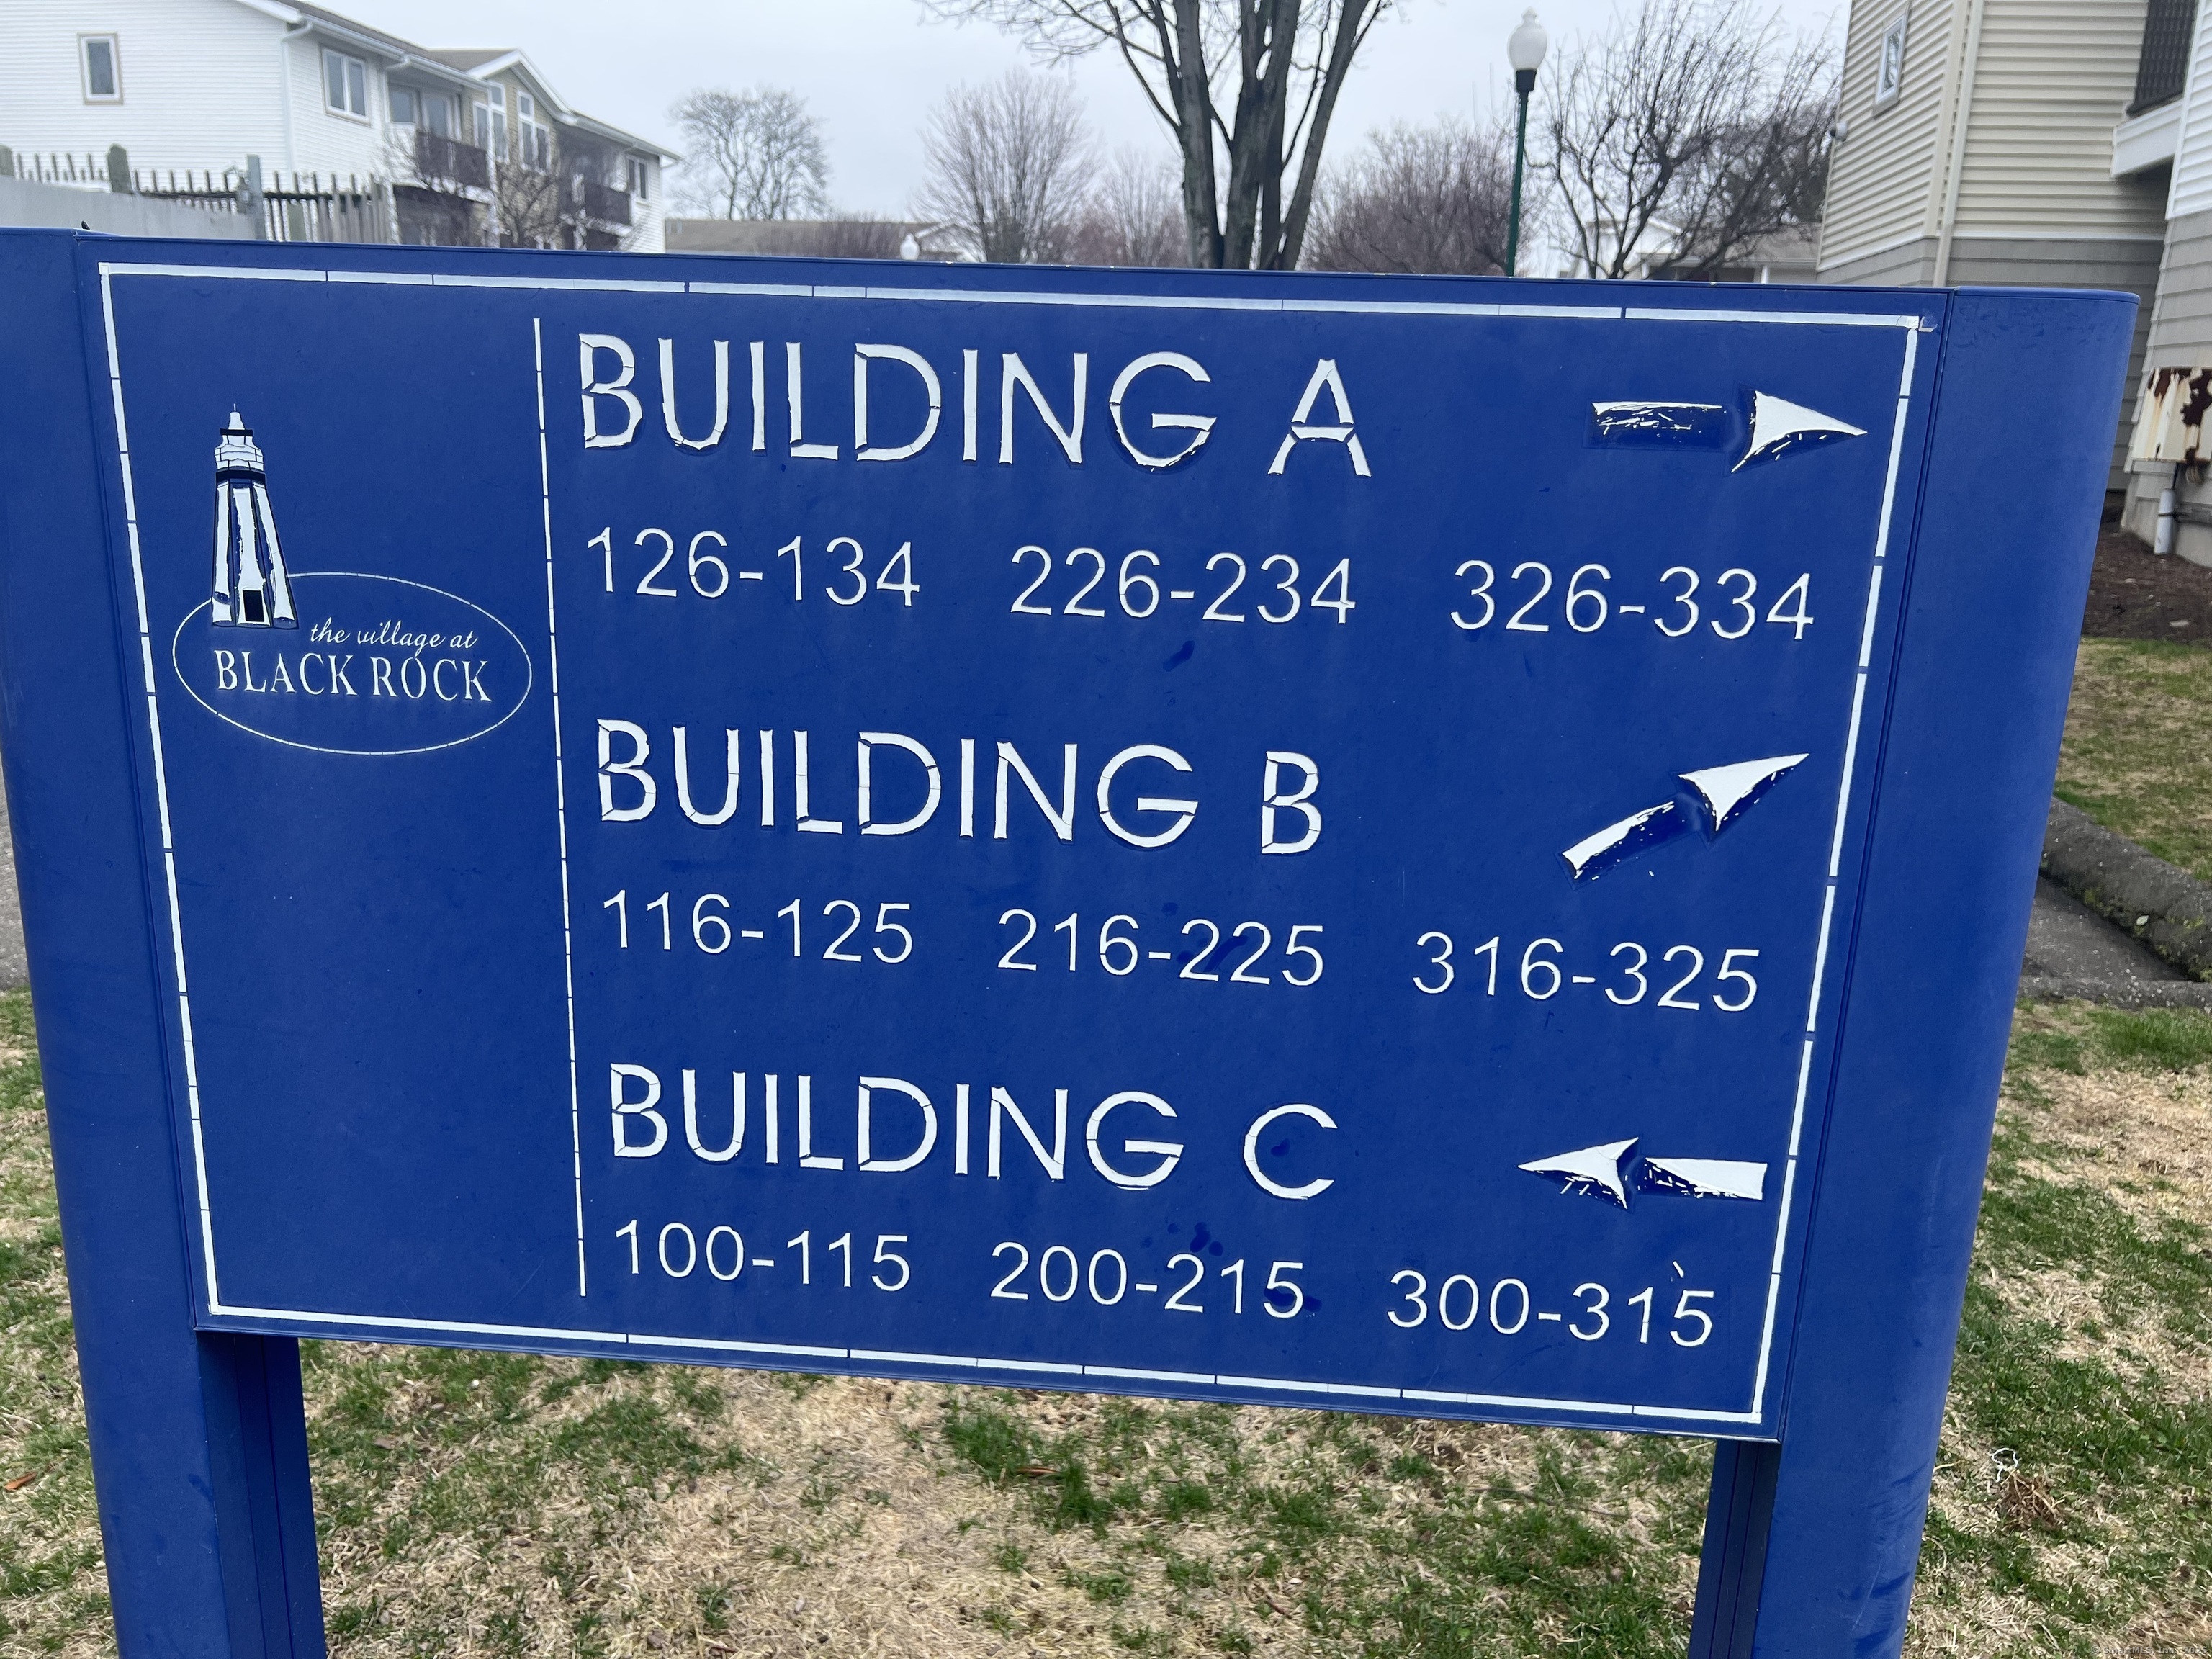 the village at
BLACK ROCK
BUILDING A
126-134 226-234 326-334
BUILDING B
116-125 216-225 316-325
BUILDING C
100-115 200-215 300-315